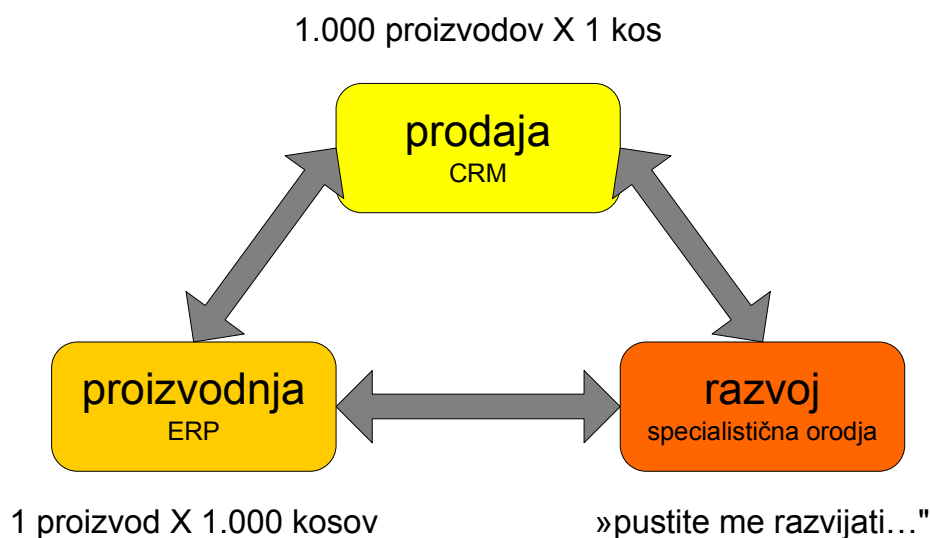 1.000 proizvodov X 1 kos
prodaja
CRM
proizvodnja
ERP
razvoj
specialistična orodja
1 proizvod X 1.000 kosov
»pustite me razvijati…"